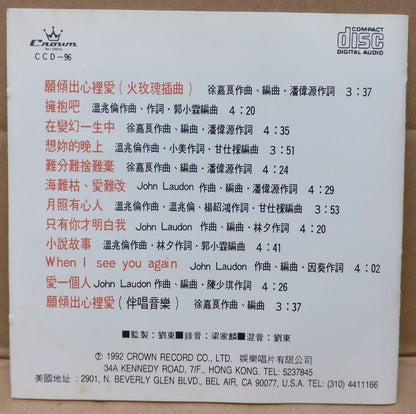 Crown
RECORDS
CCD-96
COMPACT
disc
DIGITAL AUDIO
願傾出心裡愛(火玫瑰插曲) 徐嘉良作曲、編曲・潘偉源作詞 3:37
擁抱吧 溫兆倫作曲、作詞・郭小霖編曲 4:20
在變幻一生中 徐嘉良作曲、編曲・潘偉源作詞 4:35
想妳的晚上 溫兆倫作曲・小美作詞・甘仕樑編曲 3:51
難分難捨難棄 徐嘉良作曲、編曲・潘偉源作詞 4:24
海難枯、愛難改 John Laudon 作曲、編曲・潘偉源作詞 4:29
月照有心人 溫兆倫作曲・溫兆倫、楊紹鴻作詞・甘仕樑編曲 3:53
只有你才明白我 John Laudon 作曲、編曲・林夕作詞 4:20
小說故事 溫兆倫作曲・林夕作詞・郭小霖編曲 4:41
When I see you again John Laudon 作曲、編曲・因葵作詞 4:02
愛一個人 John Laudon 作曲、編曲・陳少琪作詞 4:26
願傾出心裡愛(伴唱音樂) 徐嘉良作曲、編曲 3:37
■監製:劉東■錄音:梁家麟■混音:劉東
Ⓟ 1992 CROWN RECORD CO., LTD. 娛樂唱片有限公司
34A KENNEDY ROAD, 7/F., HONG KONG. TEL: 5237845
美國地址: 2901, N. BEVERLY GLEN BLVD., BEL AIR, CA 90077, U.S.A. TEL: (310) 4411166